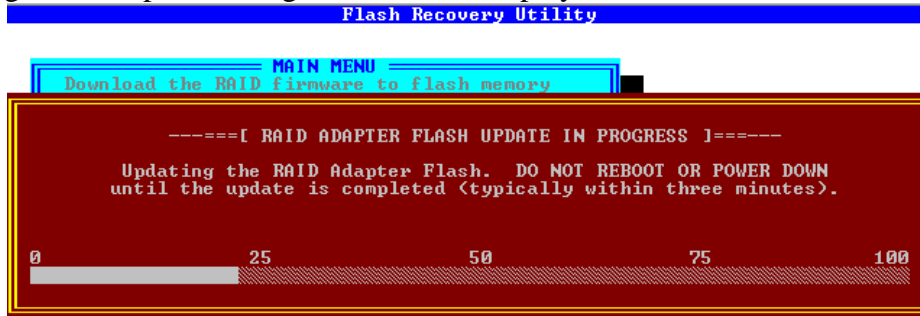 Flash Recovery Utility
MAIN MENU
Download the RAID firmware to flash memory
---===[ RAID ADAPTER FLASH UPDATE IN PROGRESS ]===---
Updating the RAID Adapter Flash. DO NOT REBOOT OR POWER DOWN
until the update is completed (typically within three minutes).
0 25 50 75 100